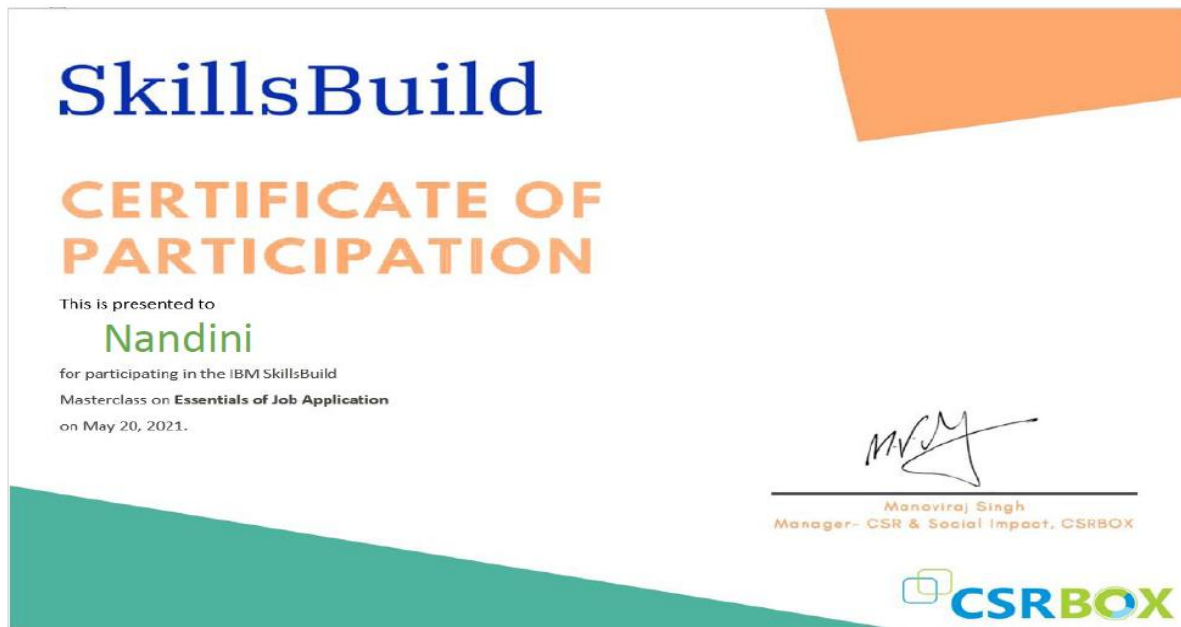 SkillsBuild
CERTIFICATE OF
PARTICIPATION
This is presented to
Nandini
for participating in the IBM SkillsBuild
Masterclass on Essentials of Job Application
on May 20, 2021.
Manaviraj Singh
Manager- CSR & Social Impact, CSRBOX
CSRBOX